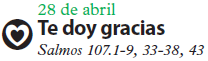 28 de abril
Te doy gracias
Salmos 107.1-9, 33-38, 43